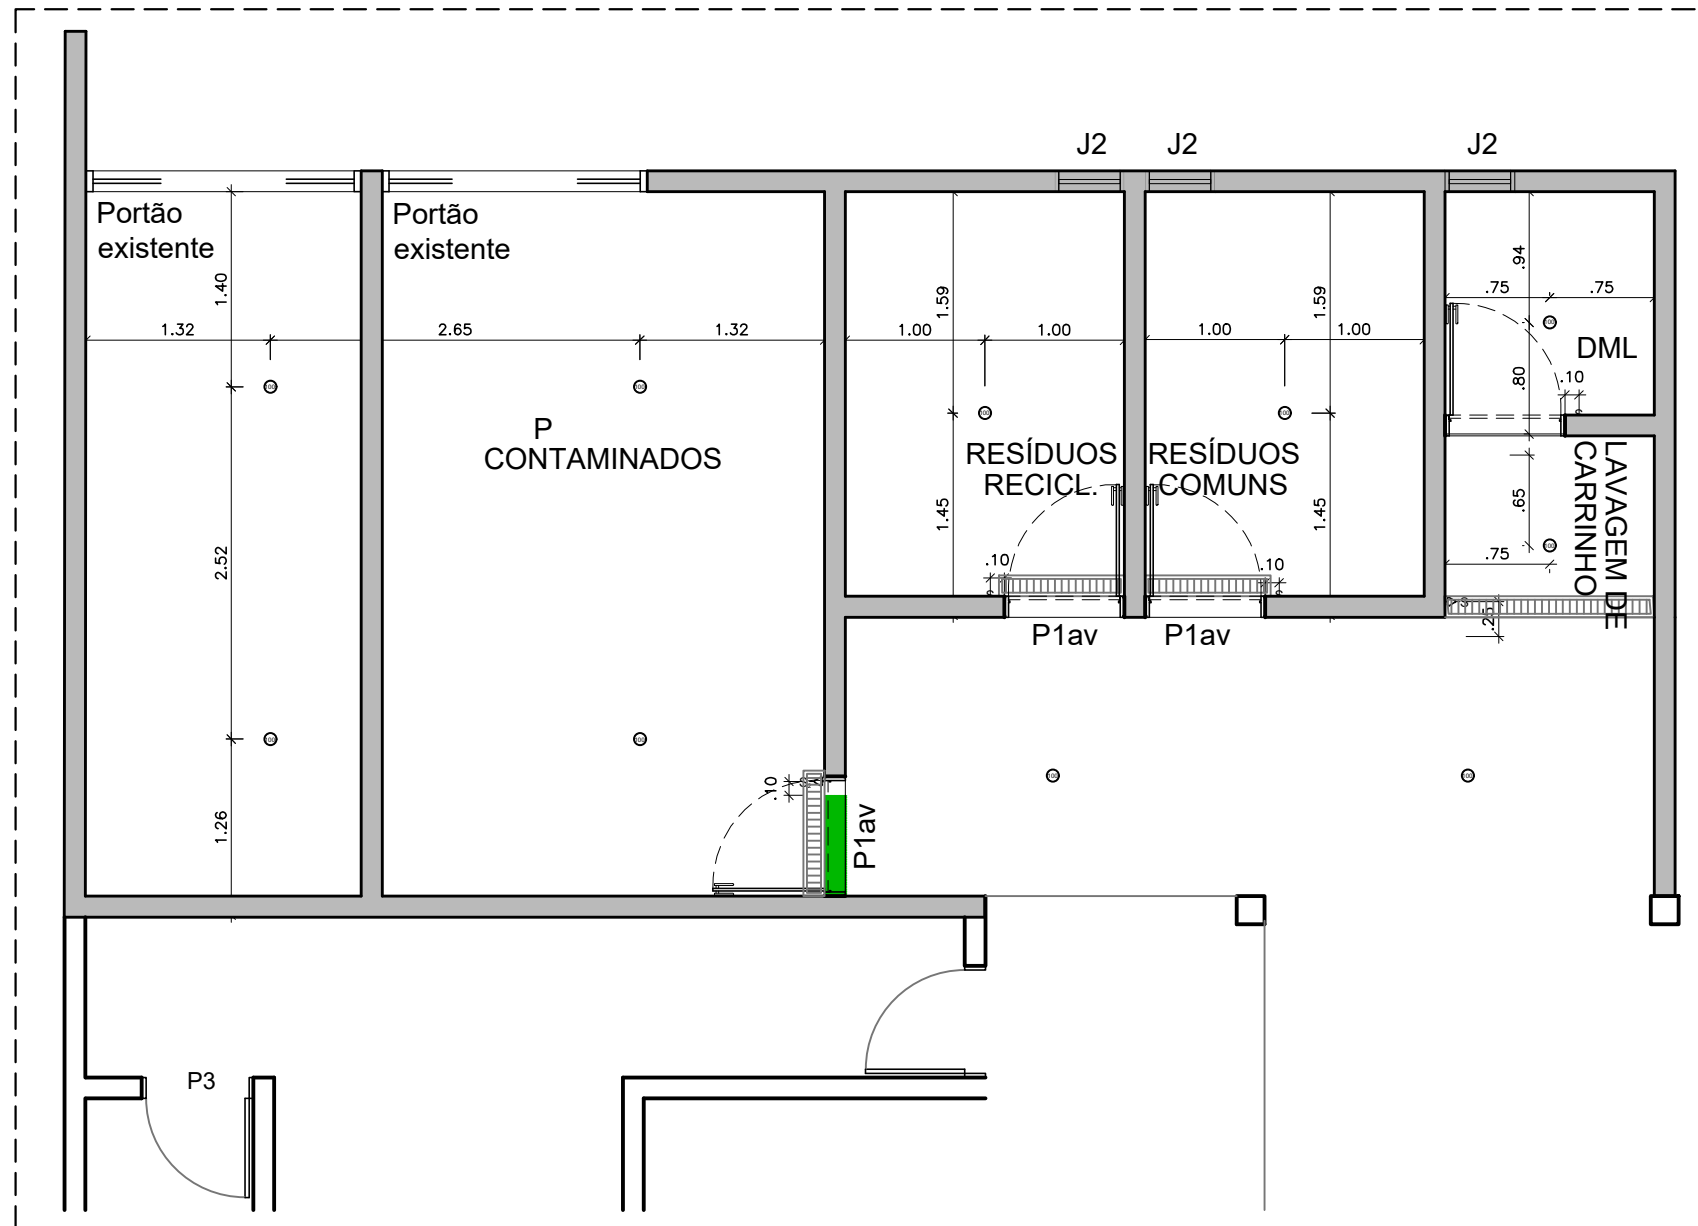 J2
J2
J2
Portão
existente
Portão
existente
1.40
1.59
1.59
.94
.75
.75
1.32
2.65
1.32
1.00
1.00
1.00
1.00
DML
.80
.10
P
CONTAMINADOS
RESÍDUOS
RECICL.
RESÍDUOS
COMUNS
LAVAGEM DE
CARRINHO
1.45
1.45
.65
2.52
.10
.10
.75
.25
P1av
P1av
.10
P1av
1.26
P3